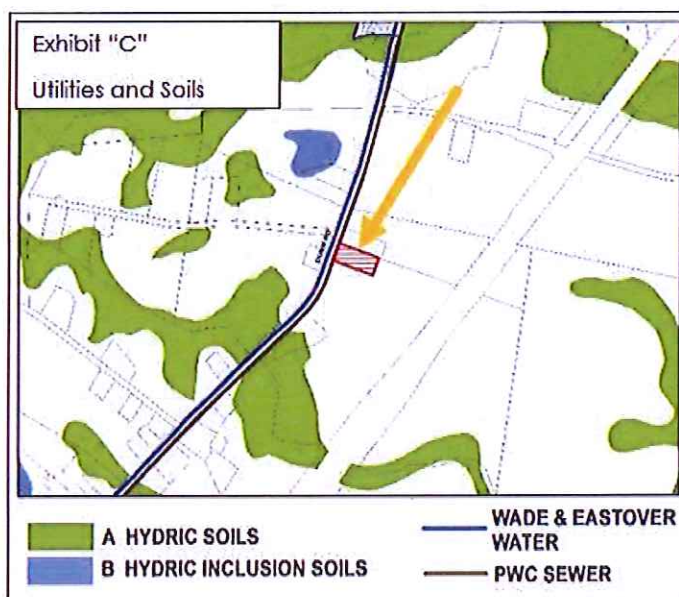 Exhibit "C"
Utilities and Soils
A HYDRIC SOILS
B HYDRIC INCLUSION SOILS
WADE & EASTOVER
WATER
PWC SEWER